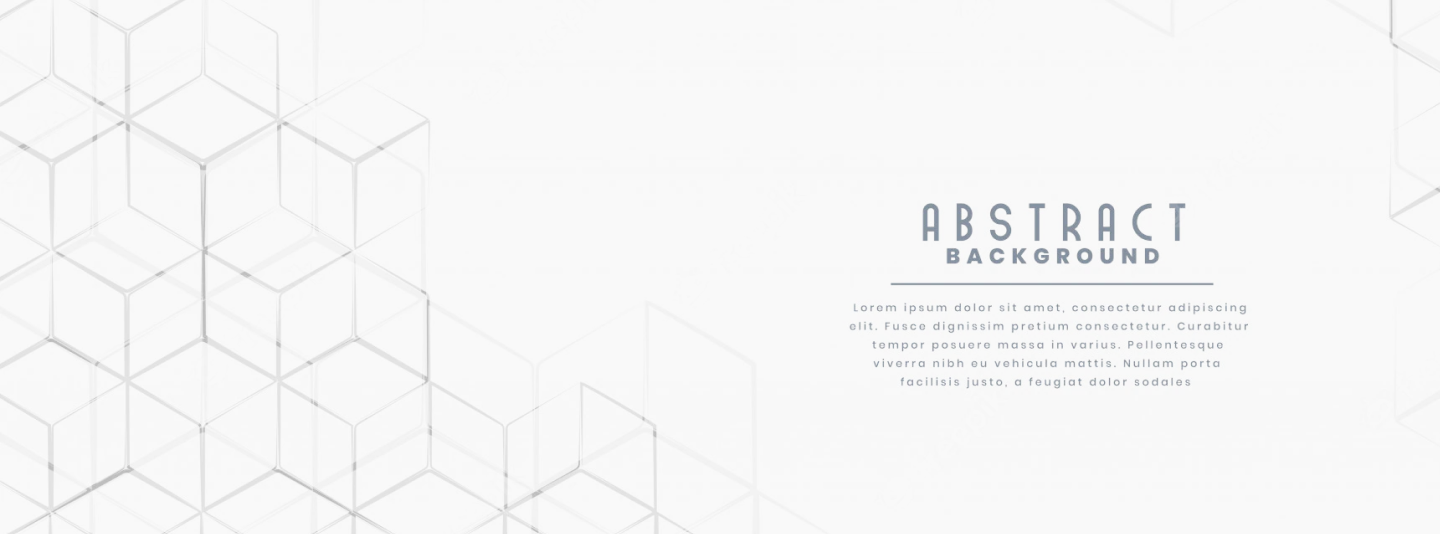 ABSTRACT
BACKGROUND
Lorem ipsum dolor sit amet, consectetur adipiscing
elit. Fusce dignissim pretium consectetur. Curabitur
tempor posuere massa in varius. Pellentesque
viverra nibh eu vehicula mattis. Nullam porta
facilisis justo, a feugiat dolor sodales